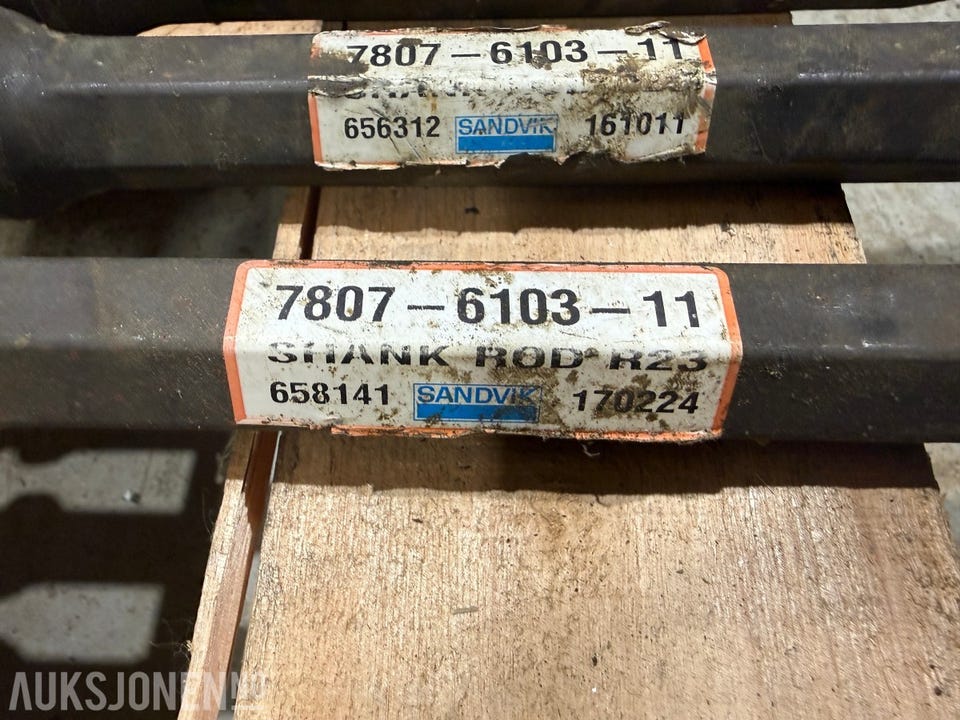 7807-6103-11
656312 SANDVIK 161011
7807-6103-11
SHANK ROD R23
658141 SANDVIK 170224
AUKSJONEN.NO